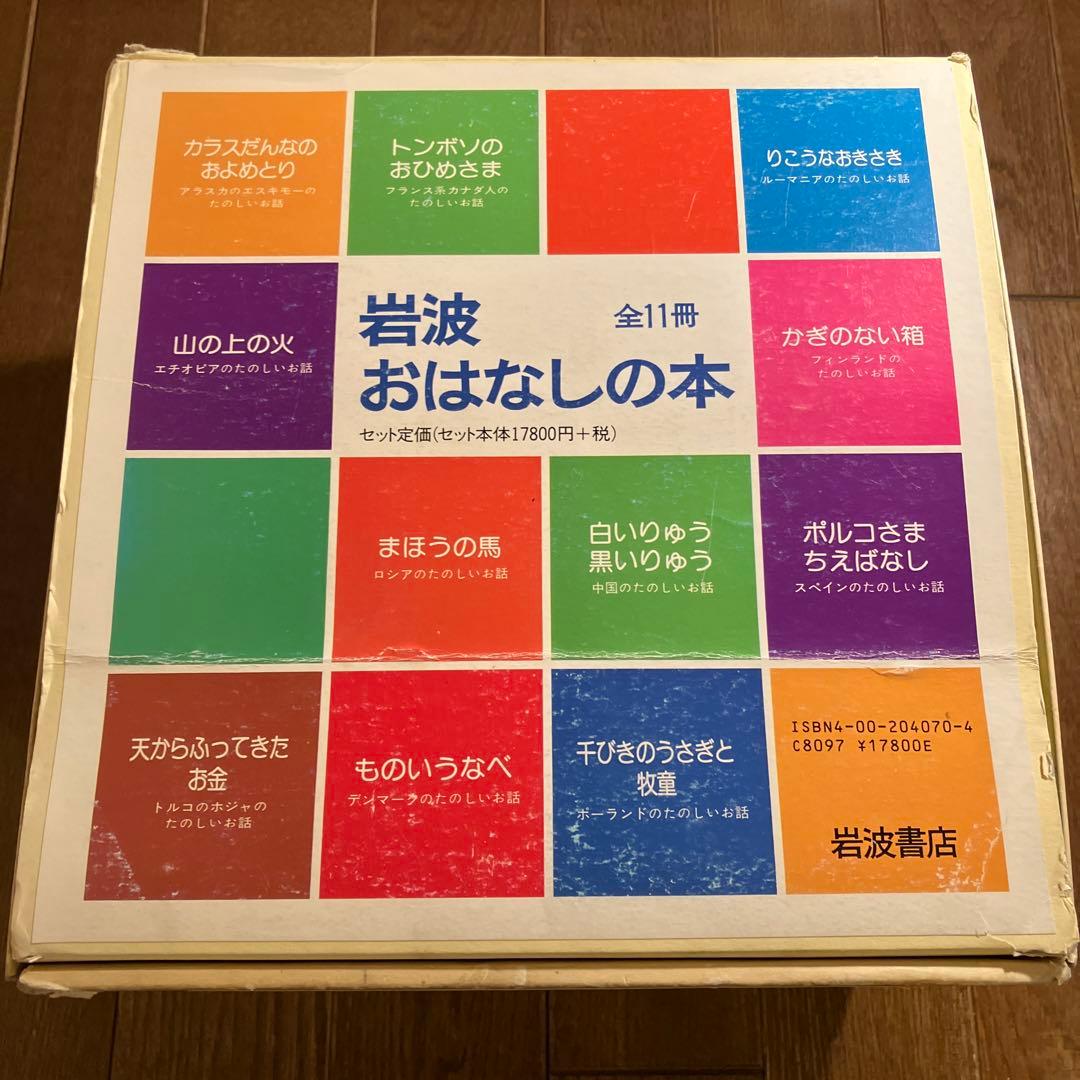 カラスだんなの
およめとり
アラスカのエスキモーの
たのしいお話
トンボソの
おひめさま
フランス系カナダ人の
たのしいお話
りこうなおきさき
ルーマニアのたのしいお話
山の上の火
エチオピアのたのしいお話
岩波
全11冊
おはなしの本
セット定価(セット本体17800円+税)
かぎのない箱
フィンランドの
たのしいお話
まほうの馬
ロシアのたのしいお話
白いりゅう
黒いりゅう
中国のたのしいお話
ポルコさま
ちえばなし
スペインのたのしいお話
天からふってきた
お金
トルコのホジャの
たのしいお話
ものいうなべ
デンマークのたのしいお話
千びきのうさぎと
牧童
ポーランドのたのしいお話
ISBN4-00-204070-4
C8097 ¥17800E
岩波書店